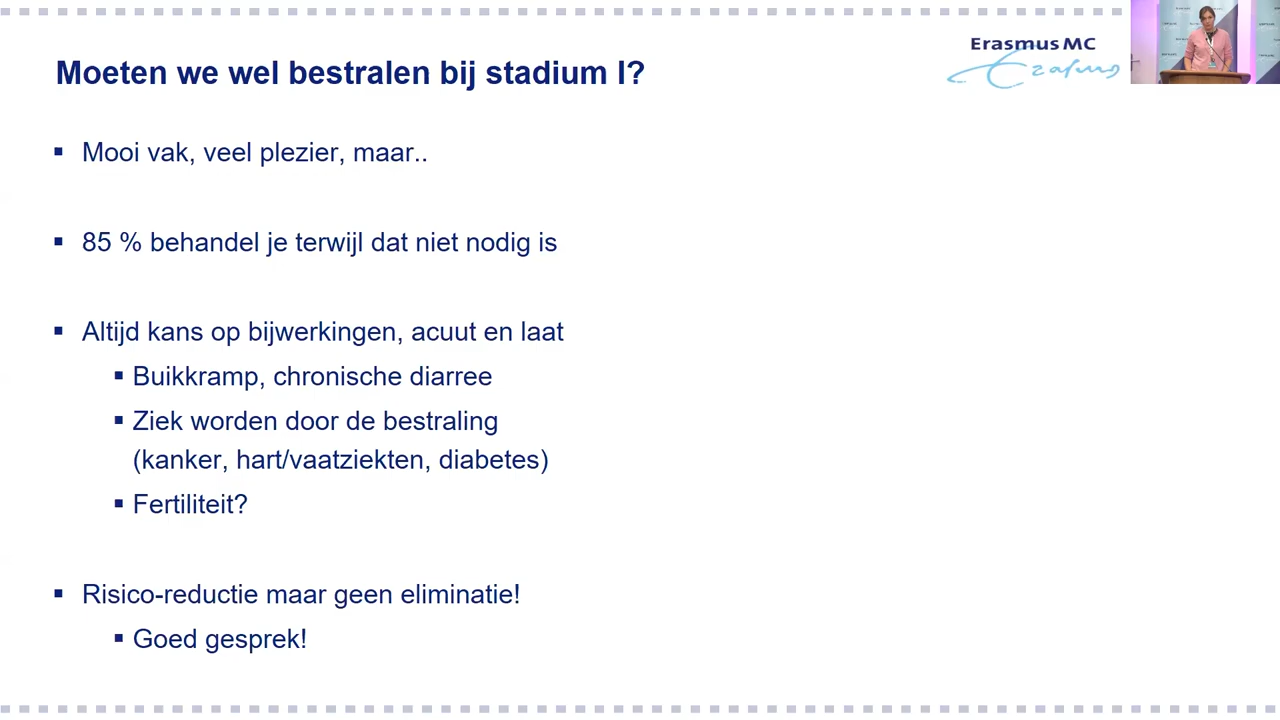 Moeten we wel bestralen bij stadium I?
Erasmus MC
Erasmus
▪ Mooi vak, veel plezier, maar..
▪ 85 % behandel je terwijl dat niet nodig is
▪ Altijd kans op bijwerkingen, acuut en laat
▪ Buikkramp, chronische diarree
▪ Ziek worden door de bestraling
(kanker, hart/vaatziekten, diabetes)
▪ Fertiliteit?
▪ Risico-reductie maar geen eliminatie!
▪ Goed gesprek!